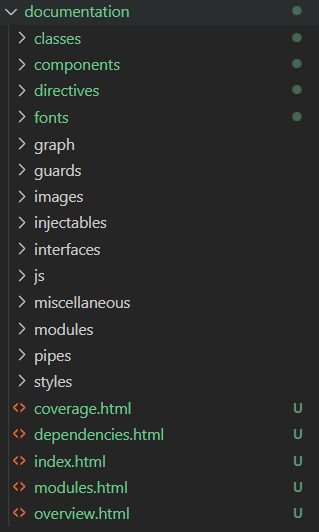 documentation
classes
components
directives
fonts
graph
guards
images
injectables
interfaces
js
miscellaneous
modules
pipes
styles
coverage.html U
dependencies.html U
index.html U
modules.html U
overview.html U